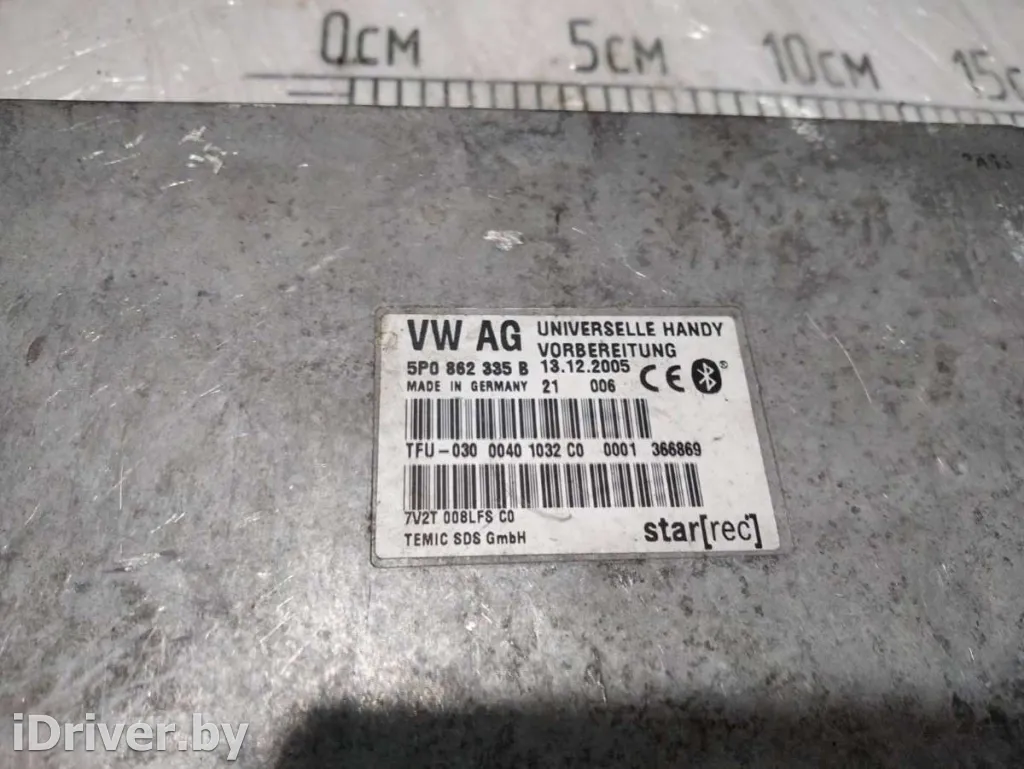 0см 5см 10см 15с
VW AG UNIVERSELLE HANDY
VORBEREITUNG
5P0 862 335 B 13.12.2005
MADE IN GERMANY 21 006 CE
TFU-030 0040 1032 C0 0001 366869
7V2T 008LFS C0
TEMIC SDS GmbH star[rec]
iDriver.by